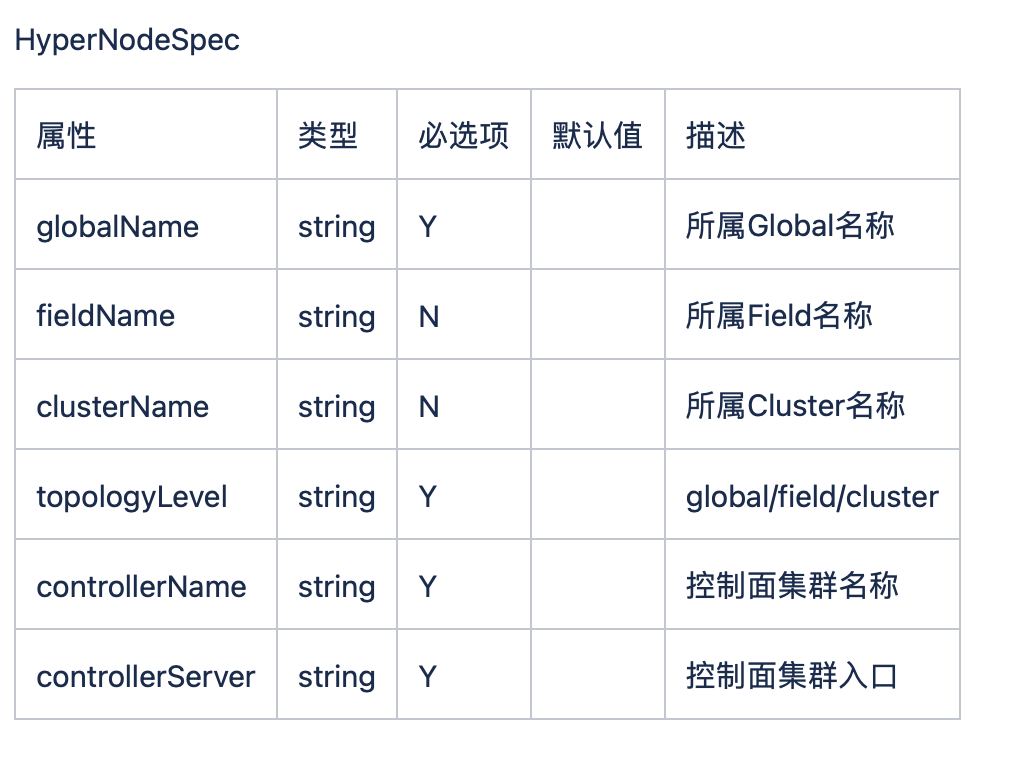 HyperNodeSpec
属性 类型 必选项 默认值 描述
globalName string Y 所属Global名称
fieldName string N 所属Field名称
clusterName string N 所属Cluster名称
topologyLevel string Y global/field/cluster
controllerName string Y 控制面集群名称
controllerServer string Y 控制面集群入口